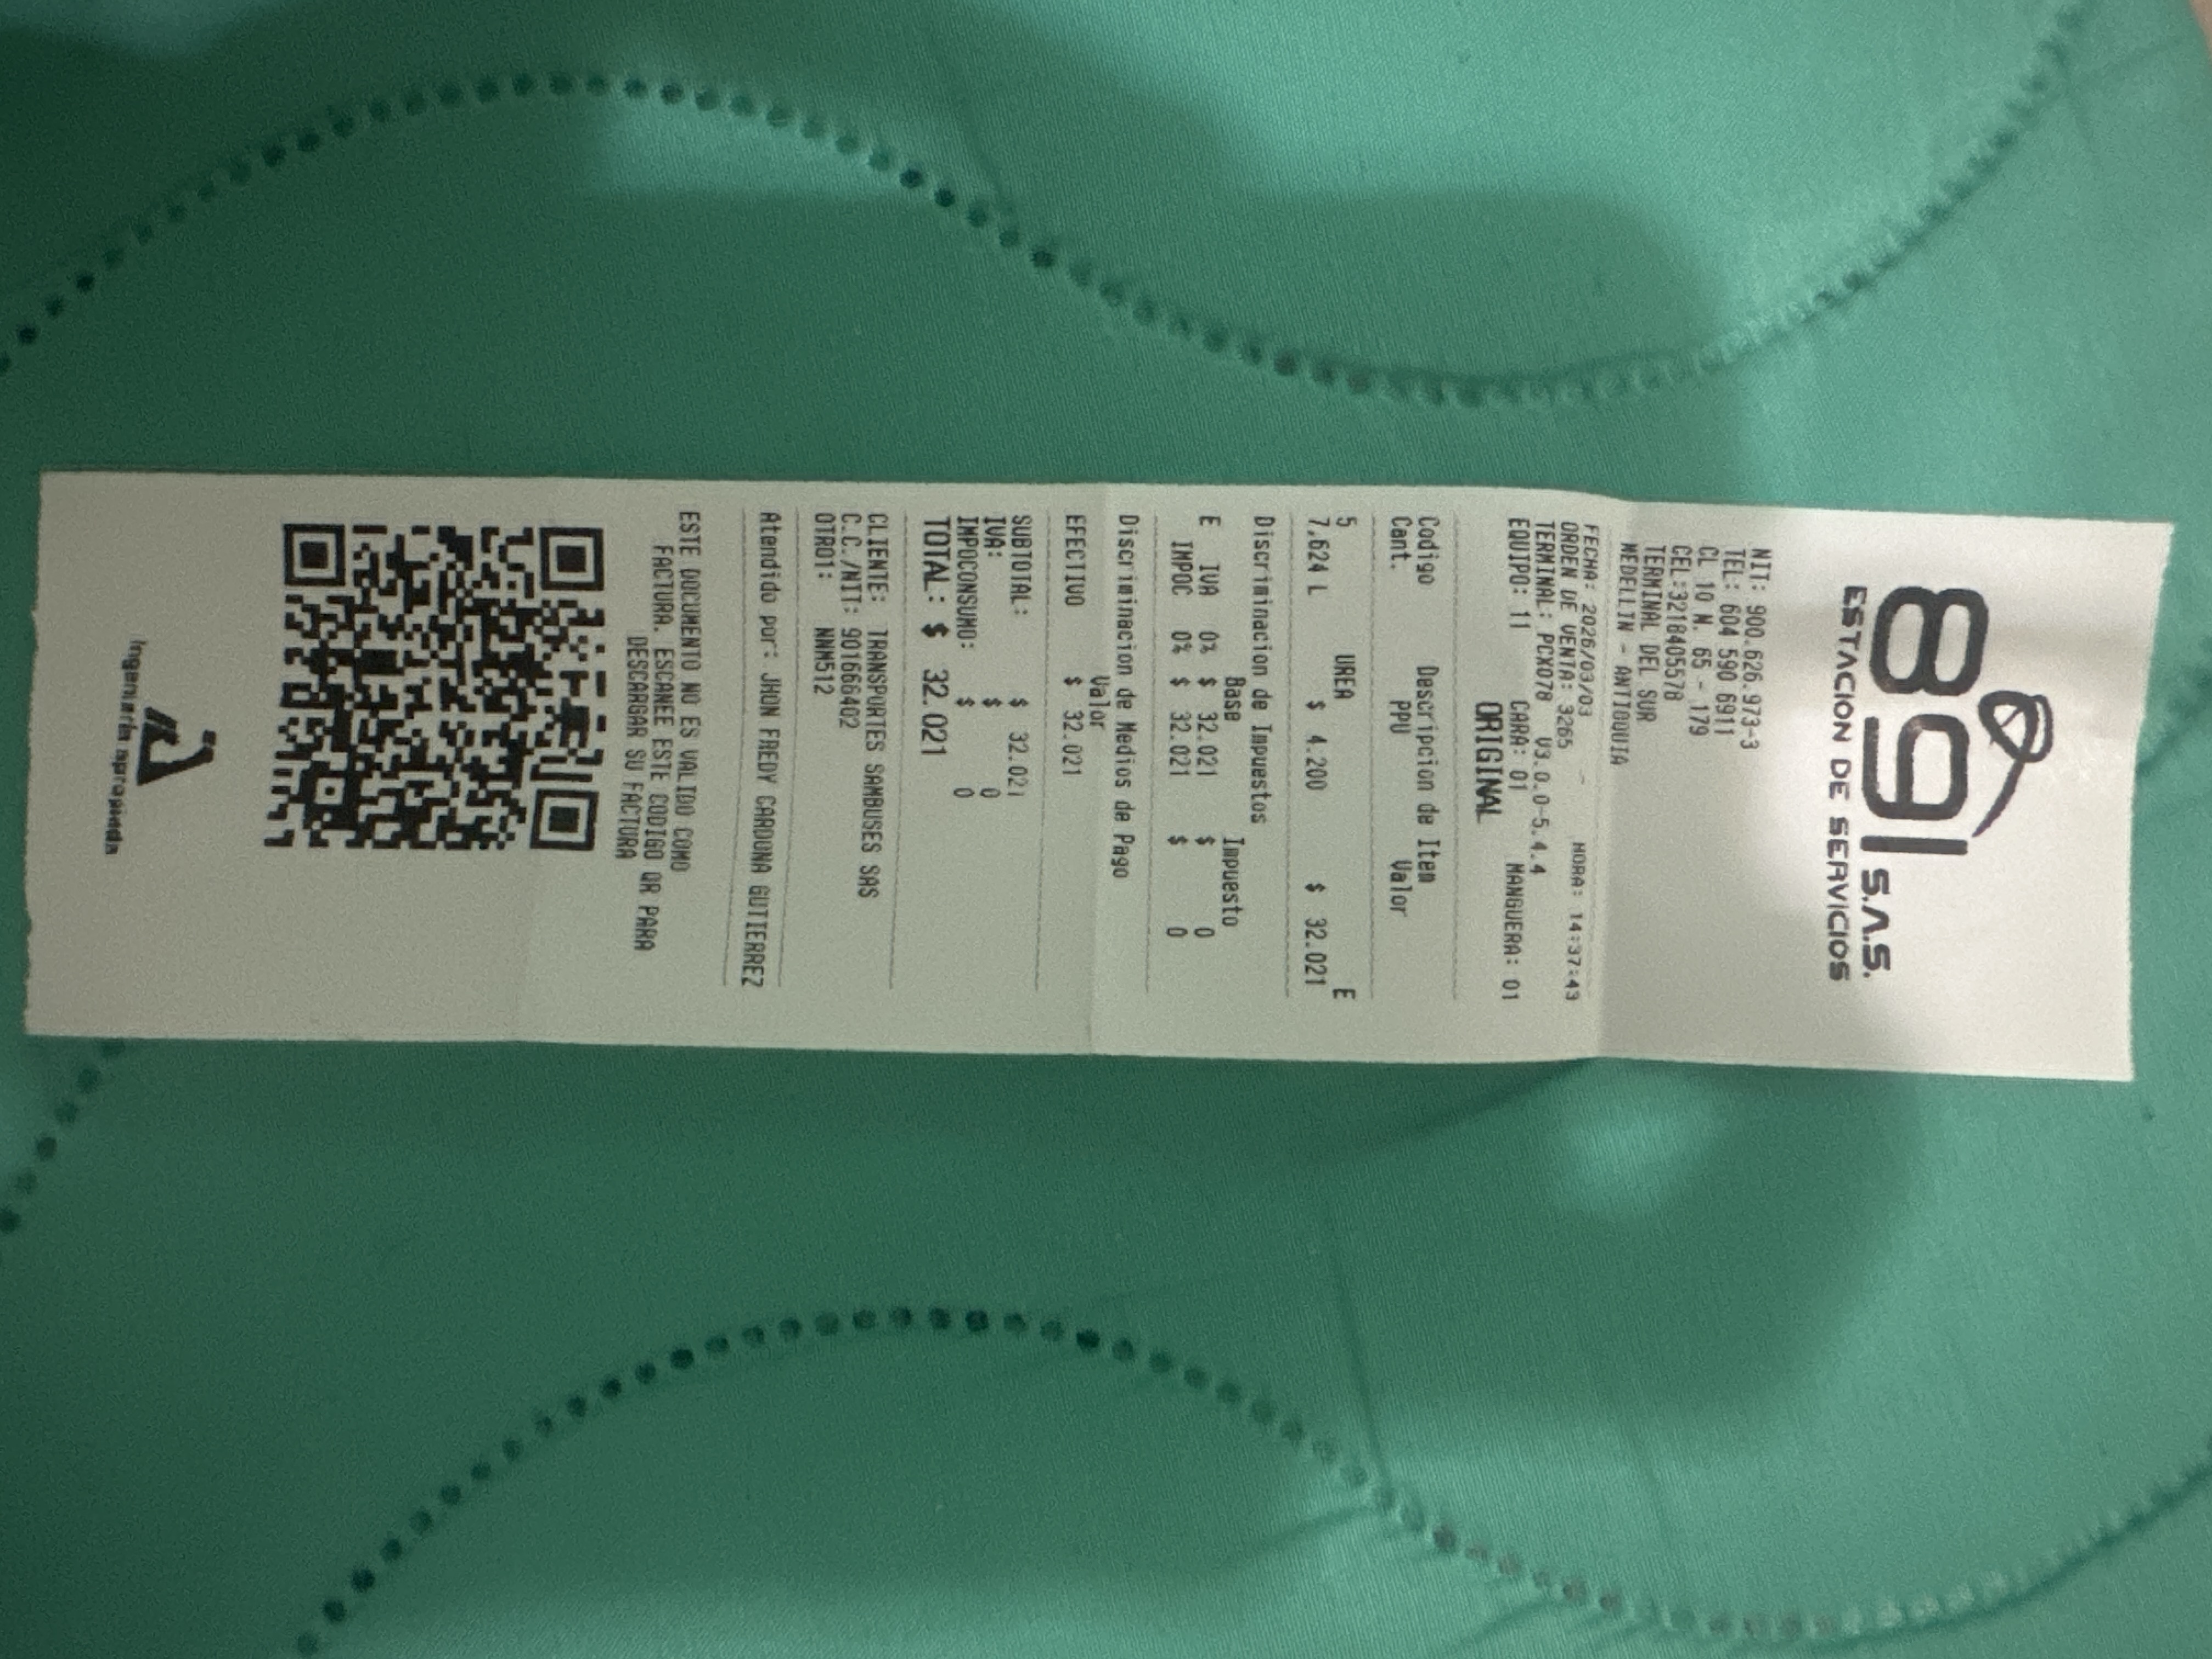 891 S.A.S.
ESTACION DE SERVICIOS
NIT: 900.626.973-3
TEL: 604 590 6911
CL 10 N. 65 - 179
CEL:3218405578
TERMINAL DEL SUR
MEDELLIN - ANTIOQUIA
FECHA: 2026/03/03 HORA: 14:37:43
ORDEN DE VENTA: 3265
TERMINAL: PCX078 V3.0.0-5.4.4
EQUIPO: 11 CARA: 01 MANGUERA: 01
ORIGINAL
Codigo Descripcion de Item
Cant. PPU Valor
5 UREA E
7,624 L $ 4.200 $ 32.021
Discriminacion de Impuestos
Base Impuesto
E IVA 0% $ 32.021 $ 0
IMPOC 0% $ 32.021 $ 0
Discriminacion de Medios de Pago
Valor
EFECTIVO $ 32.021
SUBTOTAL: $ 32.021
IVA: $ 0
IMPOCONSUMO: $ 0
TOTAL: $ 32.021
CLIENTE: TRANSPORTES SAMBUSES SAS
C.C./NIT: 901666402
OTRO1: NNM512
Atendido por: JHON FREDY CARDONA GUTIERREZ
ESTE DOCUMENTO NO ES VALIDO COMO
FACTURA. ESCANEE ESTE CODIGO QR PARA
DESCARGAR SU FACTURA
Ingeniería apropiada